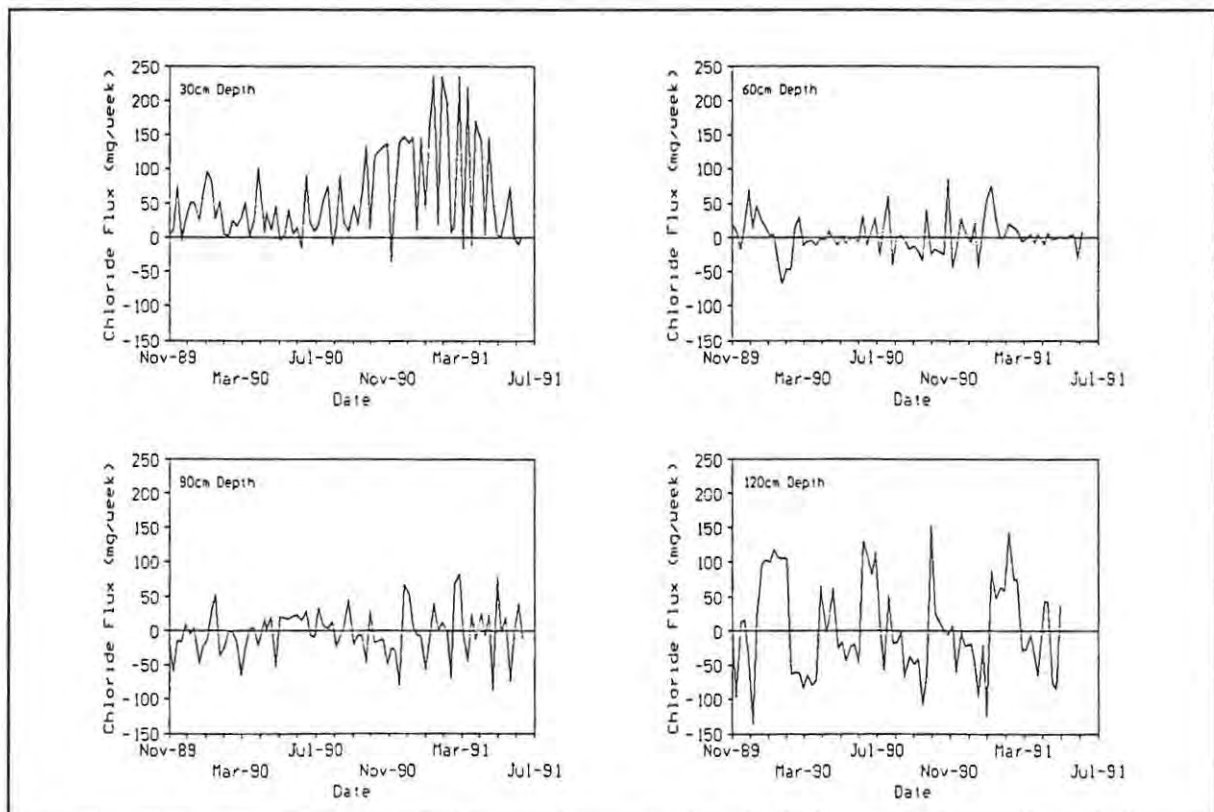 250
200
150
100
50
0
-50
-100
-150
Chloride Flux (mg/week)
30cm Depth
Nov-89
Mar-90
Jul-90
Nov-90
Mar-91
Jul-91
Date
250
200
150
100
50
0
-50
-100
-150
Chloride Flux (mg/week)
60cm Depth
Nov-89
Mar-90
Jul-90
Nov-90
Mar-91
Jul-91
Date
250
200
150
100
50
0
-50
-100
-150
Chloride Flux (mg/week)
90cm Depth
Nov-89
Mar-90
Jul-90
Nov-90
Mar-91
Jul-91
Date
250
200
150
100
50
0
-50
-100
-150
Chloride Flux (mg/week)
120cm Depth
Nov-89
Mar-90
Jul-90
Nov-90
Mar-91
Jul-91
Date